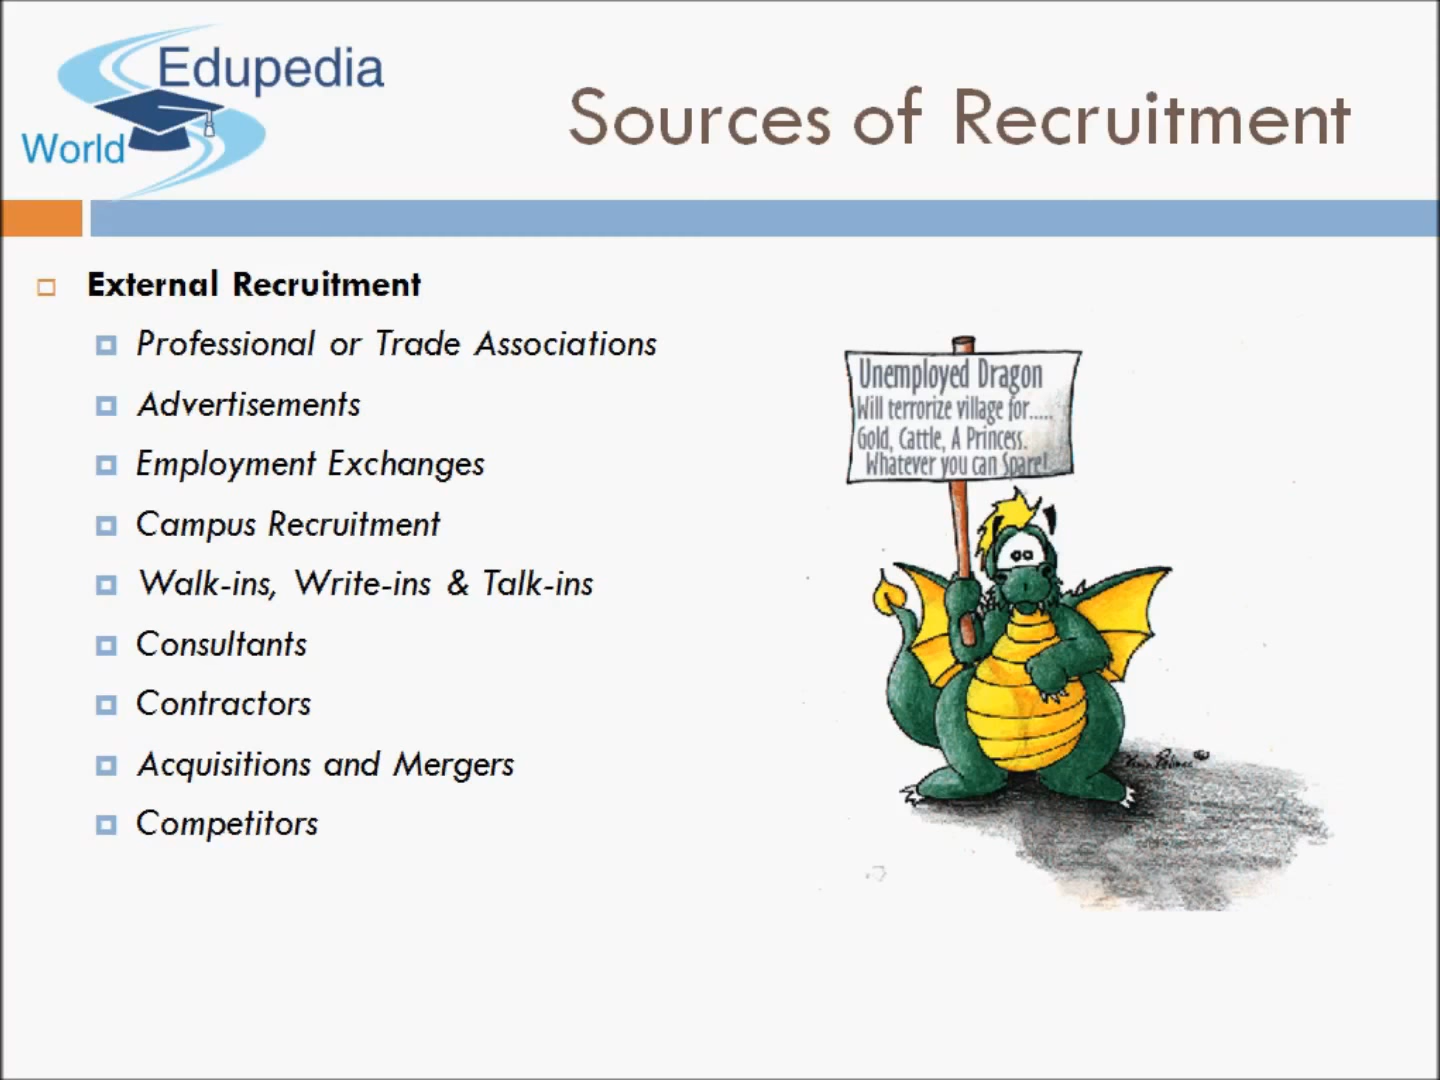 Edupedia
World
Sources of Recruitment
External Recruitment
Professional or Trade Associations
Advertisements
Employment Exchanges
Campus Recruitment
Walk-ins, Write-ins & Talk-ins
Consultants
Contractors
Acquisitions and Mergers
Competitors
Unemployed Dragon
Will terrorize village for.....
Gold, Cattle, A Princess.
Whatever you can Spare!